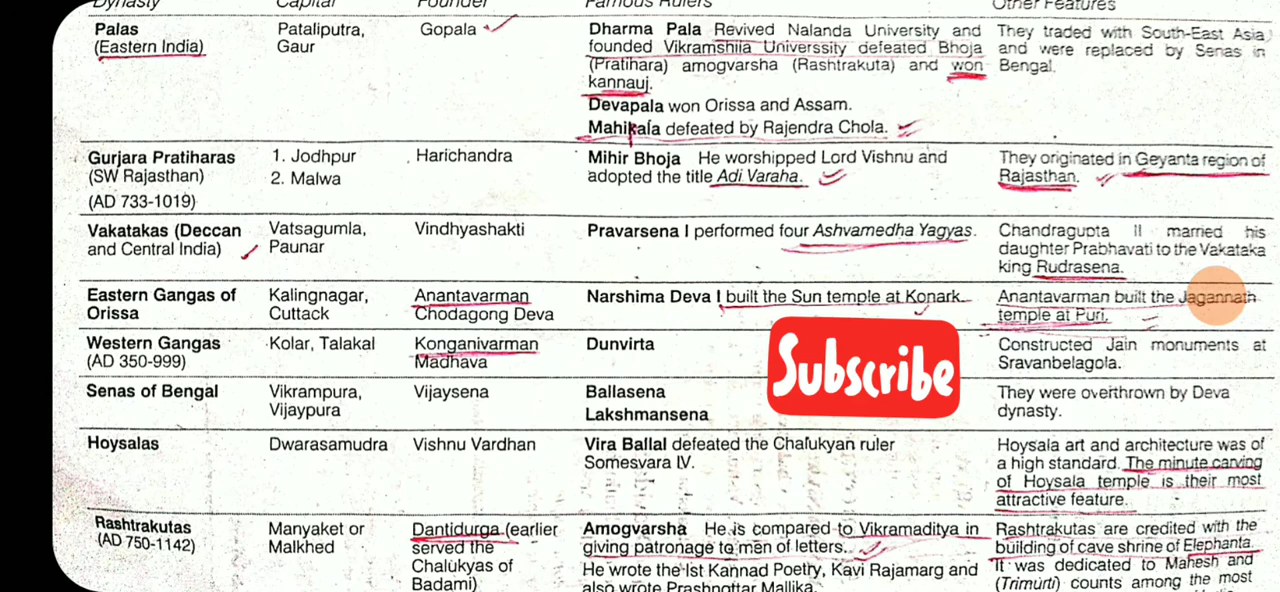 Dynasty Capital Founder Famous Rulers Other Features
Palas Pataliputra, Gopala Dharma Pala Revived Nalanda University and They traded with South-East Asia
(Eastern India) Gaur founded Vikramshiia Universsity defeated Bhoja and were replaced by Senas in
(Pratihara) amogvarsha (Rashtrakuta) and won Bengal.
kannauj.
Devapala won Orissa and Assam.
Mahikala defeated by Rajendra Chola.
Gurjara Pratiharas 1. Jodhpur Harichandra Mihir Bhoja He worshipped Lord Vishnu and They originated in Geyanta region of
(SW Rajasthan) 2. Malwa adopted the title Adi Varaha. Rajasthan.
(AD 733-1019)
Vakatakas (Deccan Vatsagumla, Vindhyashakti Pravarsena I performed four Ashvamedha Yagyas. Chandragupta II married his
and Central India) Paunar daughter Prabhavati to the Vakataka
king Rudrasena.
Eastern Gangas of Kalingnagar, Anantavarman Narshima Deva I built the Sun temple at Konark. Anantavarman built the Jagannath
Orissa Cuttack Chodagong Deva temple at Puri.
Western Gangas Kolar, Talakal Konganivarman Dunvirta Constructed Jain monuments at
(AD 350-999) Madhava Sravanbelagola.
Subscribe
Senas of Bengal Vikrampura, Vijaysena Ballasena They were overthrown by Deva
Vijaypura Lakshmansena dynasty.
Hoysalas Dwarasamudra Vishnu Vardhan Vira Ballal defeated the Chalukyan ruler Hoysala art and architecture was of
Somesvara IV. a high standard. The minute carving
of Hoysala temple is their most
attractive feature.
Rashtrakutas Manyaket or Dantidurga (earlier Amogvarsha He is compared to Vikramaditya in Rashtrakutas are credited with the
(AD 750-1142) Malkhed served the giving patronage to men of letters. building of cave shrine of Elephanta.
Chalukyas of He wrote the Ist Kannad Poetry, Kavi Rajamarg and It was dedicated to Mahesh and
Badami) also wrote Prashnottar Mallika. (Trimurti) counts among the most